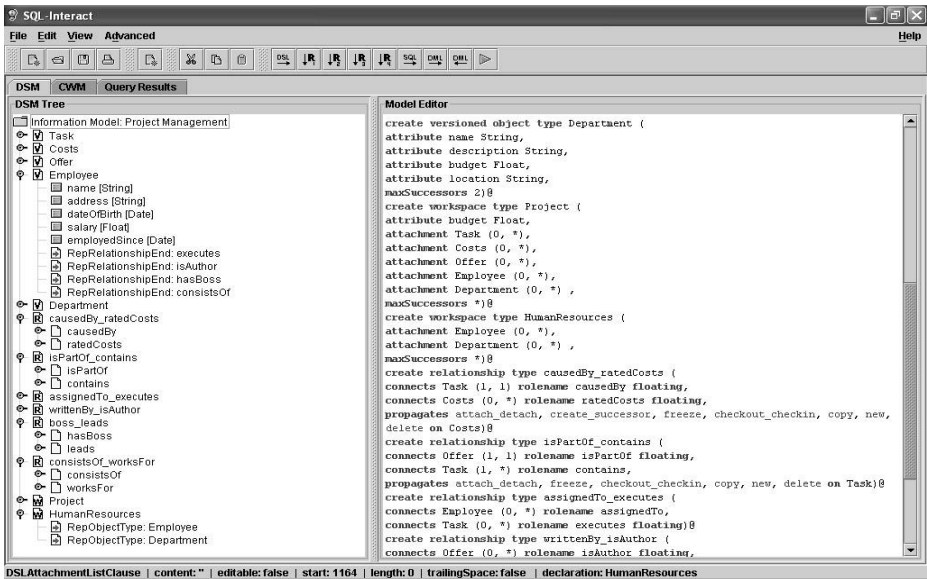 SQL-Interact
File Edit View Advanced Help
DSL R1 R2 R3 R4 SQL DML DML
DSM CWM Query Results
DSM Tree
Information Model: Project Management
V Task
V Costs
V Offer
V Employee
name [String]
address [String]
dateOfBirth [Date]
salary [Float]
employedSince [Date]
RepRelationshipEnd: executes
RepRelationshipEnd: isAuthor
RepRelationshipEnd: hasBoss
RepRelationshipEnd: consistsOf
V Department
R causedBy_ratedCosts
causedBy
ratedCosts
R isPartOf_contains
isPartOf
contains
R assignedTo_executes
R writtenBy_isAuthor
R boss_leads
hasBoss
leads
R consistsOf_worksFor
consistsOf
worksFor
W Project
W HumanResources
RepObjectType: Employee
RepObjectType: Department
Model Editor
create versioned object type Department (
attribute name String,
attribute description String,
attribute budget Float,
attribute location String,
maxSuccessors 2)@
create workspace type Project (
attribute budget Float,
attachment Task (0, *),
attachment Costs (0, *),
attachment Offer (0, *),
attachment Employee (0, *),
attachment Department (0, *) ,
maxSuccessors *)@
create workspace type HumanResources (
attachment Employee (0, *),
attachment Department (0, *) ,
maxSuccessors *)@
create relationship type causedBy_ratedCosts (
connects Task (1, 1) rolename causedBy floating,
connects Costs (0, *) rolename ratedCosts floating,
propagates attach_detach, create_successor, freeze, checkout_checkin, copy, new,
delete on Costs)@
create relationship type isPartOf_contains (
connects Offer (1, 1) rolename isPartOf floating,
connects Task (1, *) rolename contains,
propagates attach_detach, freeze, checkout_checkin, copy, new, delete on Task)@
create relationship type assignedTo_executes (
connects Employee (0, *) rolename assignedTo,
connects Task (0, *) rolename executes floating)@
create relationship type writtenBy_isAuthor (
connects Offer (0, *) rolename isAuthor floating,
DSLAttachmentListClause | content:'' | editable:false | start: 1164 | length: 0 | trailingSpace:false | declaration: HumanResources